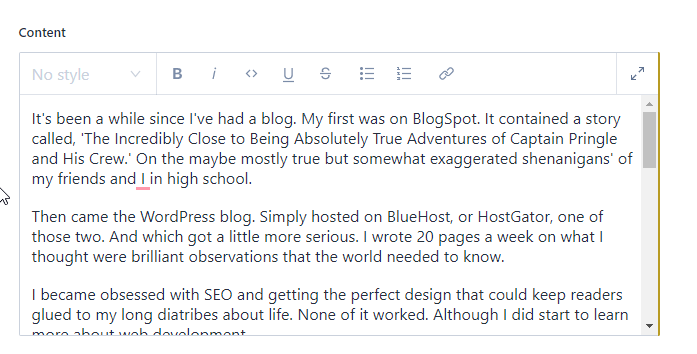 Content
No style B i <> U S
It's been a while since I've had a blog. My first was on BlogSpot. It contained a story
called, 'The Incredibly Close to Being Absolutely True Adventures of Captain Pringle
and His Crew.' On the maybe mostly true but somewhat exaggerated shenanigans' of
my friends and I in high school.
Then came the WordPress blog. Simply hosted on BlueHost, or HostGator, one of
those two. And which got a little more serious. I wrote 20 pages a week on what I
thought were brilliant observations that the world needed to know.
I became obsessed with SEO and getting the perfect design that could keep readers
glued to my long diatribes about life. None of it worked. Although I did start to learn
more about web development.